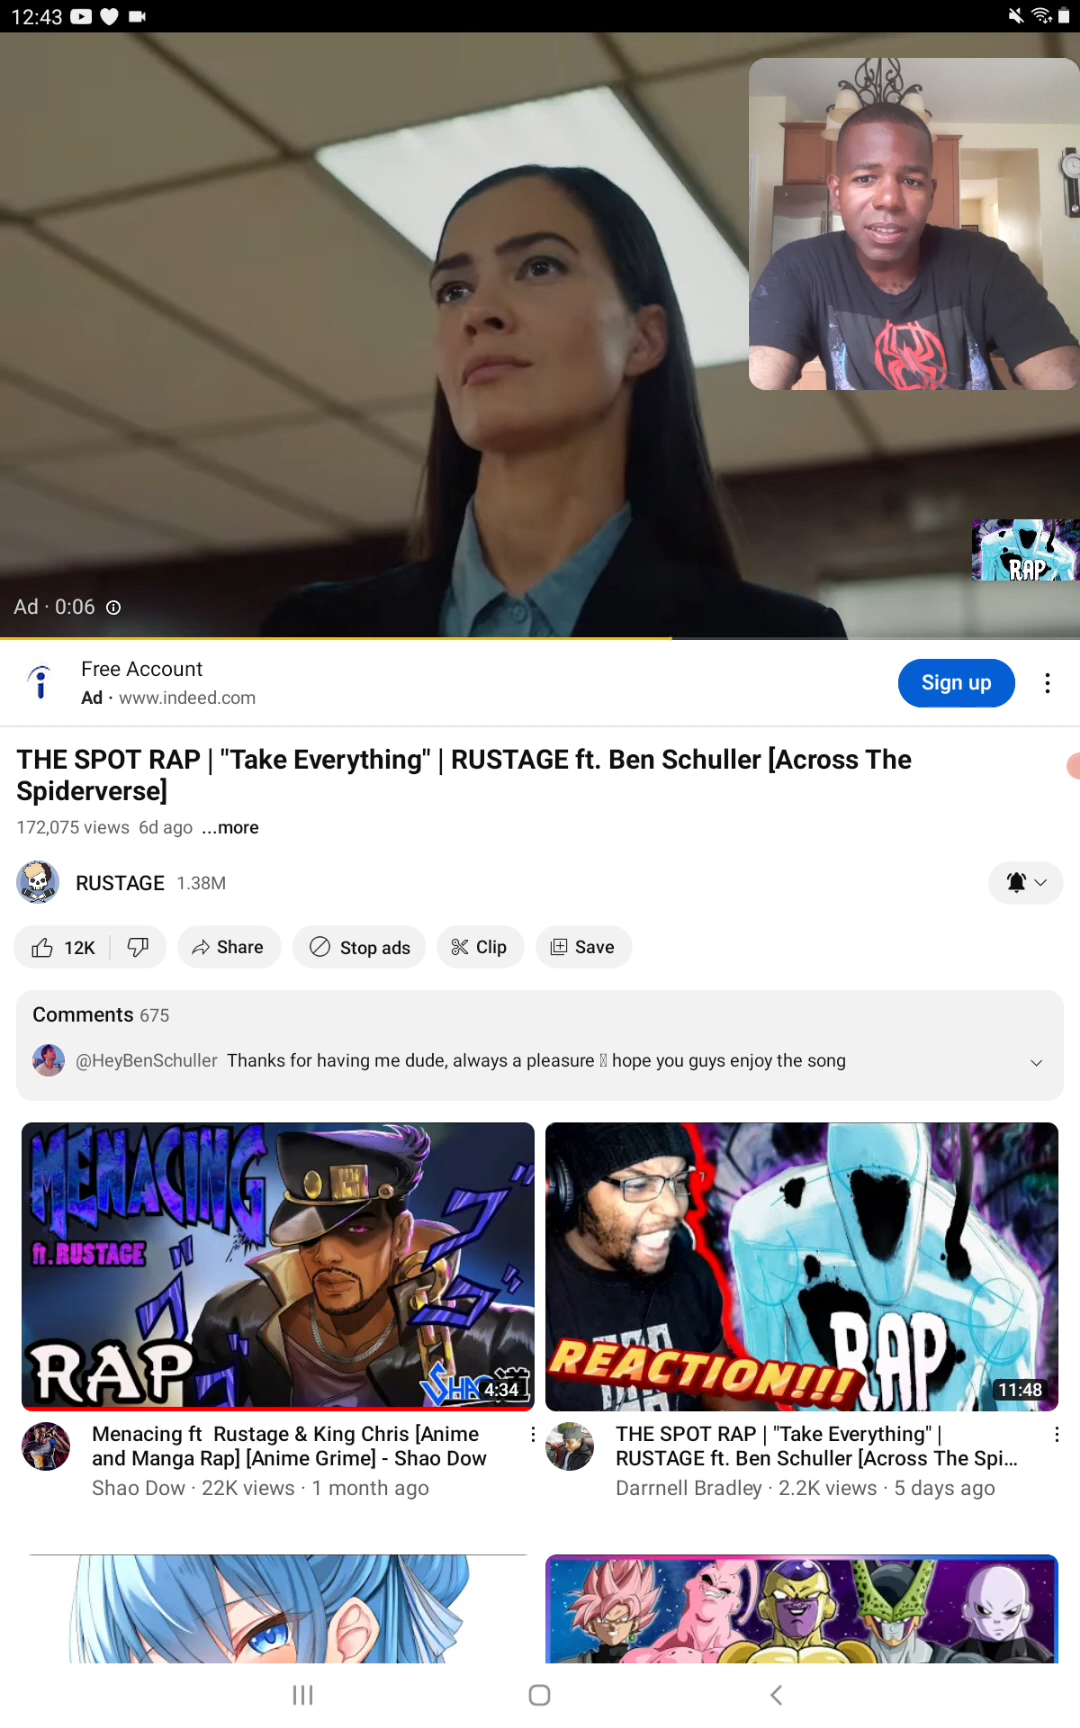 12:43
RAP
Ad · 0:06
Free Account
Ad · www.indeed.com
Sign up
THE SPOT RAP | "Take Everything" | RUSTAGE ft. Ben Schuller [Across The
Spiderverse]
172,075 views 6d ago ...more
RUSTAGE 1.38M
12K
Share
Stop ads
Clip
Save
Comments 675
@HeyBenSchuller Thanks for having me dude, always a pleasure hope you guys enjoy the song
MENACING
ft. RUSTAGE
RAP
4:34
REACTION!!!
RAP
11:48
Menacing ft Rustage & King Chris [Anime
and Manga Rap] [Anime Grime] - Shao Dow
Shao Dow · 22K views · 1 month ago
THE SPOT RAP | "Take Everything" |
RUSTAGE ft. Ben Schuller [Across The Spi...
Darrnell Bradley · 2.2K views · 5 days ago